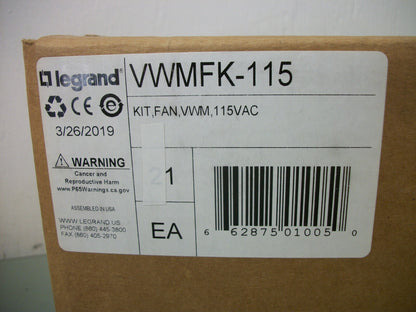 legrand®
VWMFK-115
KIT,FAN,VWM,115VAC
CE e
3/26/2019
WARNING
Cancer and
Reproductive Harm
www.P65Warnings.ca.gov
21
ASSEMBLED IN USA
WWW.LEGRAND.US
PHONE (860) 445-3800
FAX (860) 405-2970
EA
6 62875 01005 0